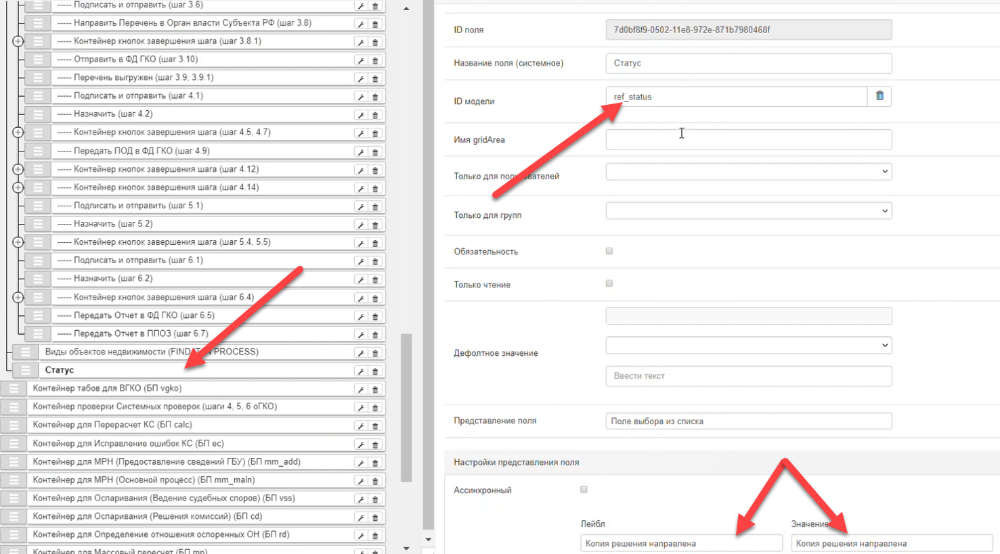 ----- Подписать и отправить (шаг 3.6)
----- Направить Перечень в Орган власти Субъекта РФ (шаг 3.8)
----- Контейнер кнопок завершения шага (шаг 3.8.1)
----- Отправить в ФД ГКО (шаг 3.10)
----- Перечень выгружен (шаг 3.9, 3.9.1)
----- Подписать и отправить (шаг 4.1)
----- Назначить (шаг 4.2)
----- Контейнер кнопок завершения шага (шаг 4.5, 4.7)
----- Передать ПОД в ФД ГКО (шаг 4.9)
----- Контейнер кнопок завершения шага (шаг 4.12)
----- Контейнер кнопок завершения шага (шаг 4.14)
----- Подписать и отправить (шаг 5.1)
----- Назначить (шаг 5.2)
----- Контейнер кнопок завершения шага (шаг 5.4, 5.5)
----- Подписать и отправить (шаг 6.1)
----- Назначить (шаг 6.2)
----- Контейнер кнопок завершения шага (шаг 6.4)
----- Передать Отчет в ФД ГКО (шаг 6.5)
----- Передать Отчет в ППОЗ (шаг 6.7)
Виды объектов недвижимости PROCESS)
Статус
Контейнер табов для ВГКО (БП vgko)
Контейнер проверки Системных проверок (шаги 4, 5, 6 оГКО)
Контейнер для Перерасчет КС (БП calc)
Контейнер для Исправление ошибок КС (БП ec)
Контейнер для МРН (Предоставление сведений ГБУ) (БП mm_add)
Контейнер для МРН (Основной процесс) (БП mm_main)
Контейнер для Оспаривания (Ведение судебных споров) (БП vss)
Контейнер для Оспаривания (Решения комиссий) (БП cd)
Контейнер для Определение отношения оспоренных ОН (БП rd)
Контейнер для Массовый пересчет (БП mp)
ID поля
7d0bf8f9-0502-11e8-972e-871b7980468f
Название поля (системное)
Статус
ID модели
ref_status
Имя gridArea
Только для пользователей
Только для групп
Обязательность
Только чтение
Дефолтное значение
Ввести текст
Представление поля
Поле выбора из списка
Настройки представления поля
Ассинхронный
Лейбл
Значение
Копия решения направлена
Копия решения направлена